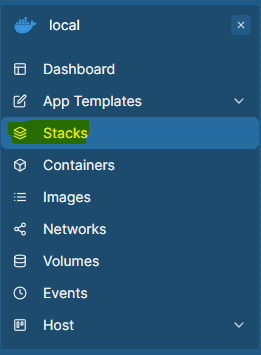 local
Dashboard
App Templates
Stacks
Containers
Images
Networks
Volumes
Events
Host